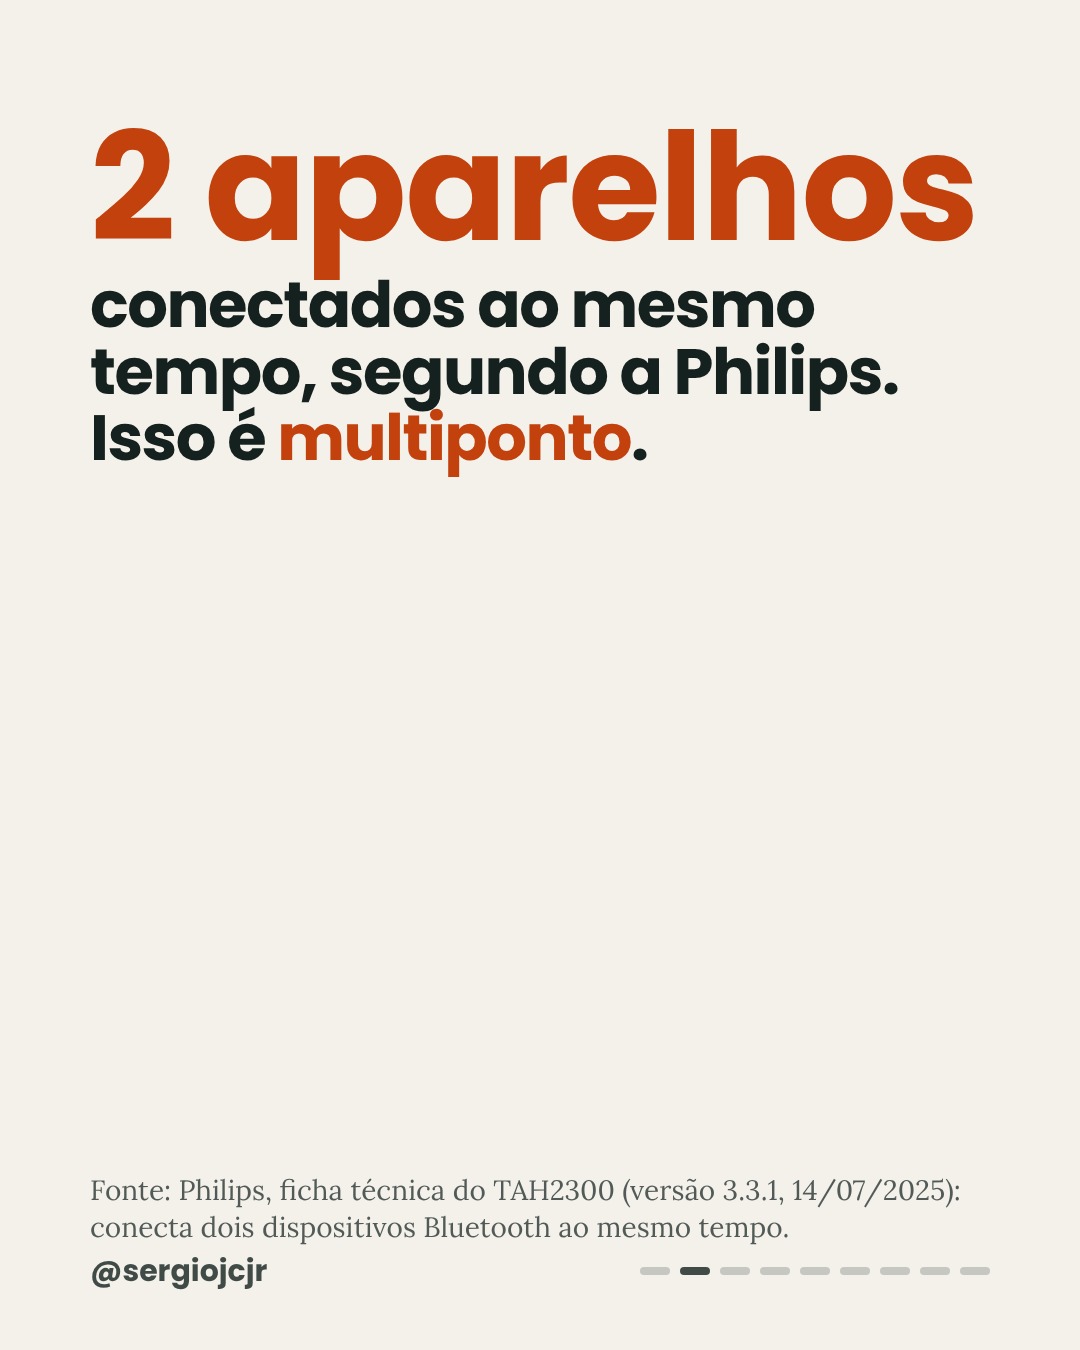 2 aparelhos
conectados ao mesmo
tempo, segundo a Philips.
Isso é multiponto.
Fonte: Philips, ficha técnica do TAH2300 (versão 3.3.1, 14/07/2025):
conecta dois dispositivos Bluetooth ao mesmo tempo.
@sergiojcjr